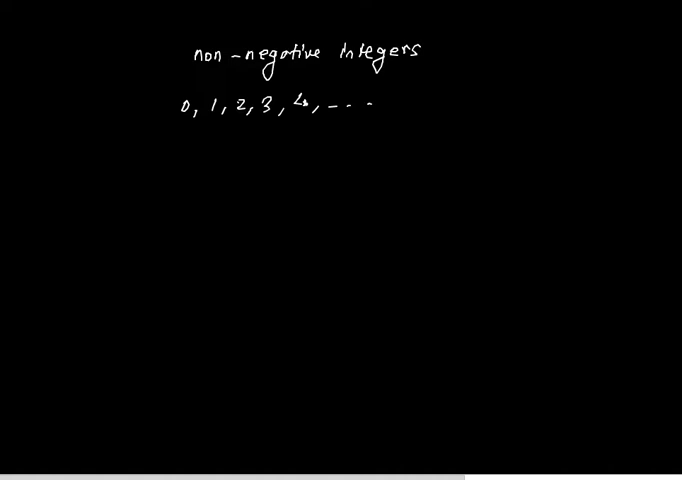 non-negative integers
0, 1, 2, 3, 4, ...